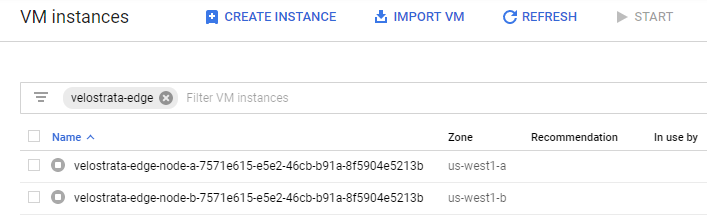 VM instances CREATE INSTANCE IMPORT VM REFRESH START
velostrata-edge Filter VM instances
Name Zone Recommendation In use by
velostrata-edge-node-a-7571e615-e5e2-46cb-b91a-8f5904e5213b us-west1-a
velostrata-edge-node-b-7571e615-e5e2-46cb-b91a-8f5904e5213b us-west1-b